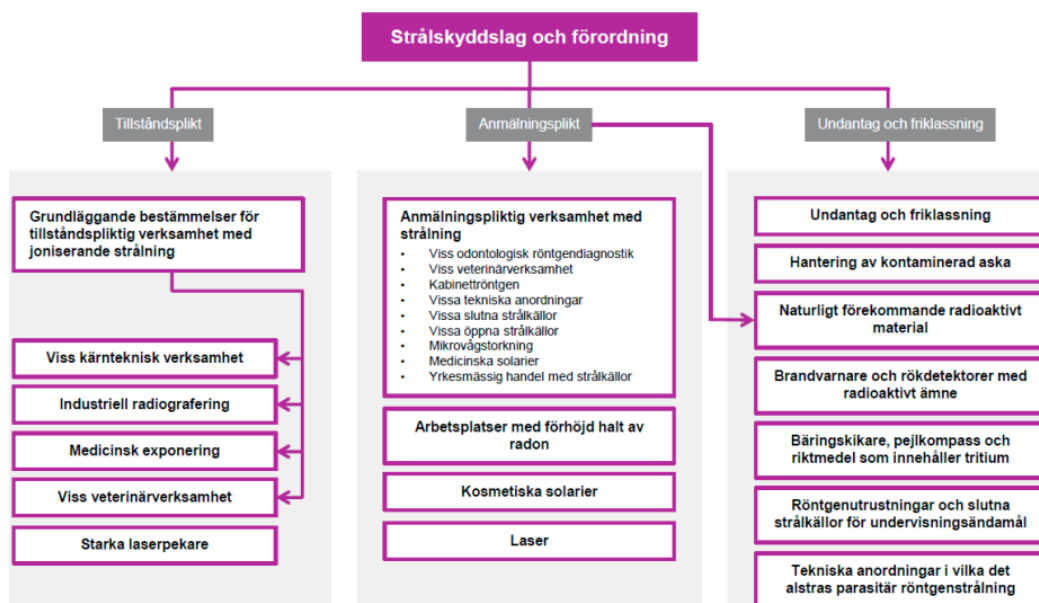 Strålskyddslag och förordning
Tillståndsplikt
Anmälningsplikt
Undantag och friklassning
Grundläggande bestämmelser för
tillståndspliktig verksamhet med
joniserande strålning
Viss kärnteknisk verksamhet
Industriell radiografering
Medicinsk exponering
Viss veterinärverksamhet
Starka laserpekare
Anmälningspliktig verksamhet med
strålning
• Viss odontologisk röntgendiagnostik
• Viss veterinärverksamhet
• Kabinettröntgen
• Vissa tekniska anordningar
• Vissa slutna strålkällor
• Vissa öppna strålkällor
• Mikrovågstorkning
• Medicinska solarier
• Yrkesmässig handel med strålkällor
Arbetsplatser med förhöjd halt av
radon
Kosmetiska solarier
Laser
Undantag och friklassning
Hantering av kontaminerad aska
Naturligt förekommande radioaktivt
material
Brandvarnare och rökdetektorer med
radioaktivt ämne
Bäringskikare, pejlkompass och
riktmedel som innehåller tritium
Röntgenutrustningar och slutna
strålkällor för undervisningsändamål
Tekniska anordningar i vilka det
alstras parasitär röntgenstrålning